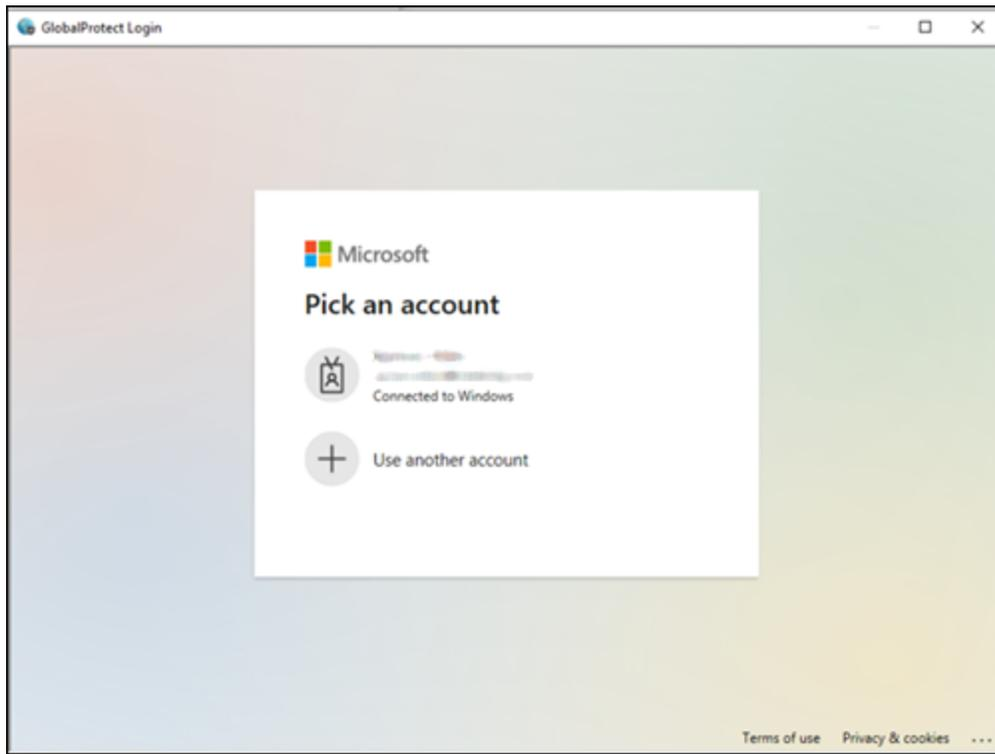 GlobalProtect Login
Microsoft
Pick an account
Connected to Windows
Use another account
Terms of use Privacy & cookies ...